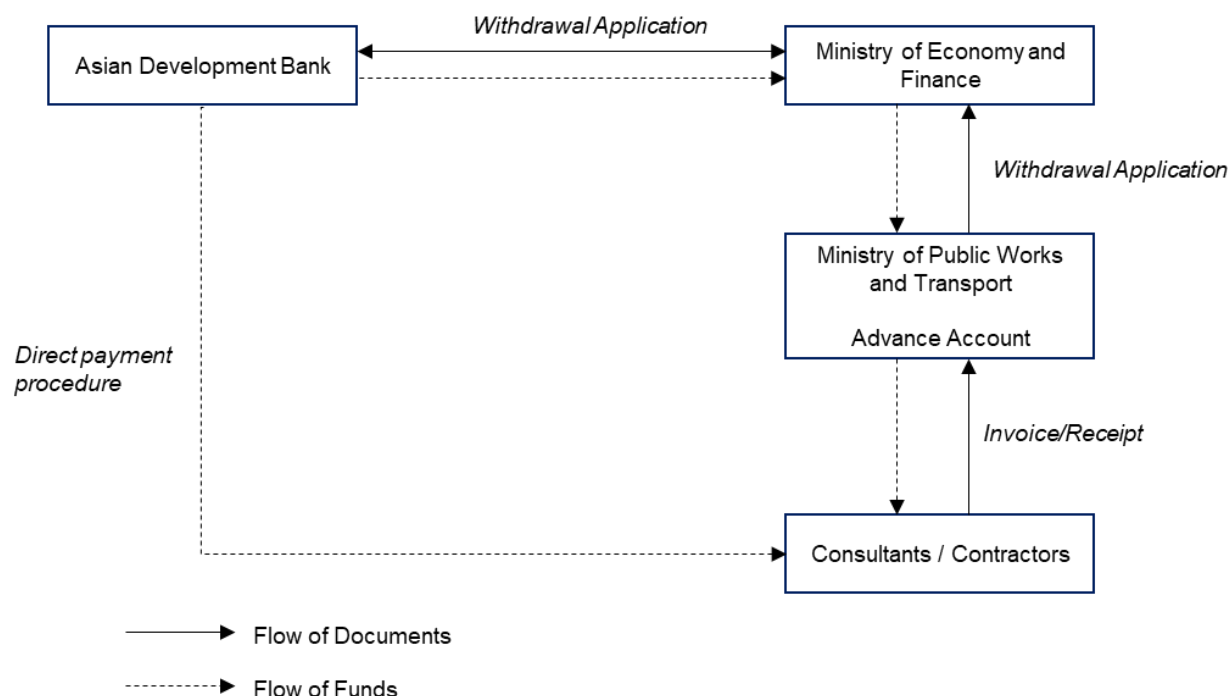 Withdrawal Application
Asian Development Bank
Ministry of Economy and
Finance
Withdrawal Application
Ministry of Public Works
and Transport
Advance Account
Direct payment
procedure
Invoice/Receipt
Consultants / Contractors
Flow of Documents
Flow of Funds